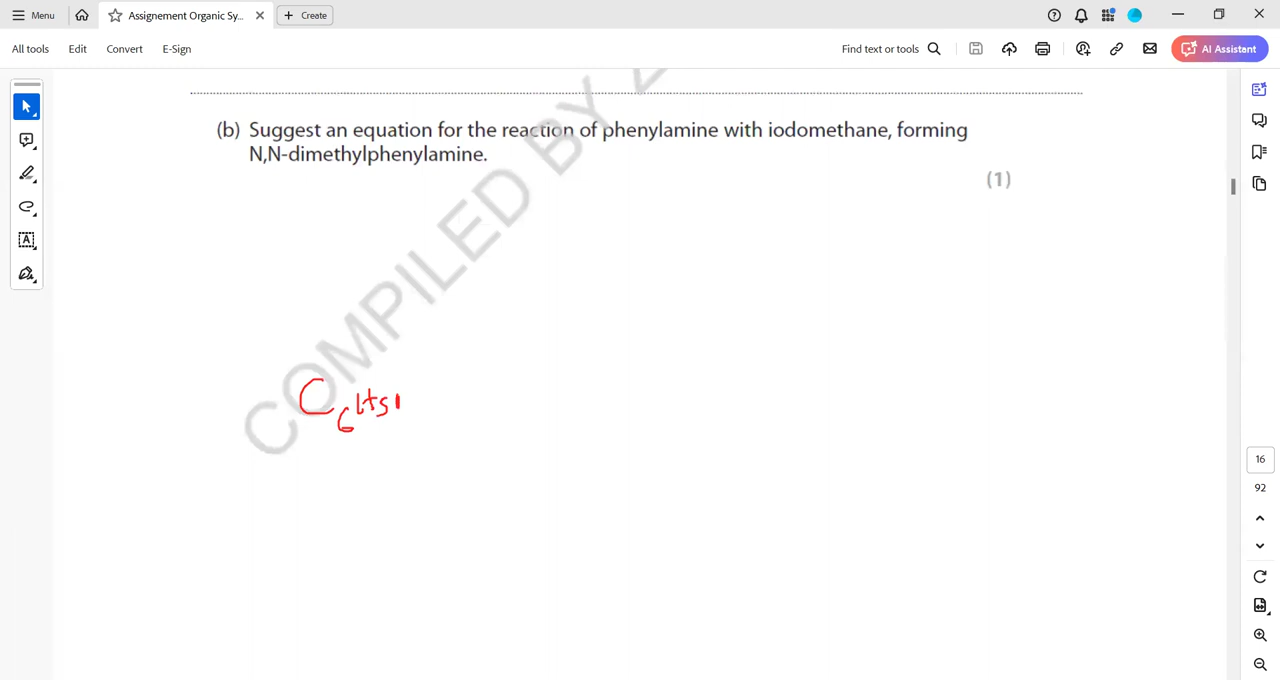 Menu
Assignement Organic Sy...
Create
All tools
Edit
Convert
E-Sign
Find text or tools
AI Assistant
(b) Suggest an equation for the reaction of phenylamine with iodomethane, forming
N,N-dimethylphenylamine.
(1)
COMPILED BY
C6H5
16
92